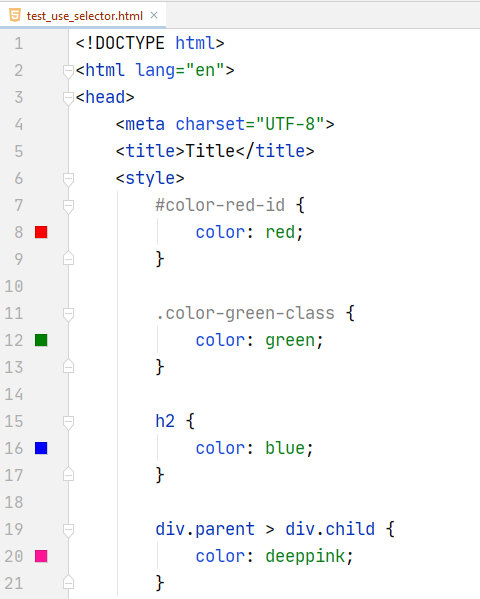 test_use_selector.html
1 <!DOCTYPE html>
2 <html lang="en">
3 <head>
4     <meta charset="UTF-8">
5     <title>Title</title>
6     <style>
7         #color-red-id {
8             color: red;
9         }
10
11         .color-green-class {
12             color: green;
13         }
14
15         h2 {
16             color: blue;
17         }
18
19         div.parent > div.child {
20             color: deeppink;
21         }